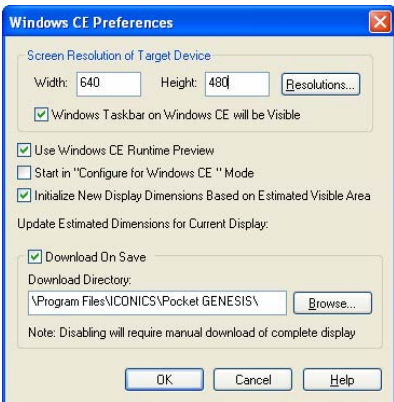 Windows CE Preferences
Screen Resolution of Target Device
Width: 640 Height: 480 Resolutions...
Windows Taskbar on Windows CE will be Visible
Use Windows CE Runtime Preview
Start in "Configure for Windows CE " Mode
Initialize New Display Dimensions Based on Estimated Visible Area
Update Estimated Dimensions for Current Display:
Download On Save
Download Directory:
\Program Files\ICONICS\Pocket GENESIS\ Browse...
Note: Disabling will require manual download of complete display
OK Cancel Help